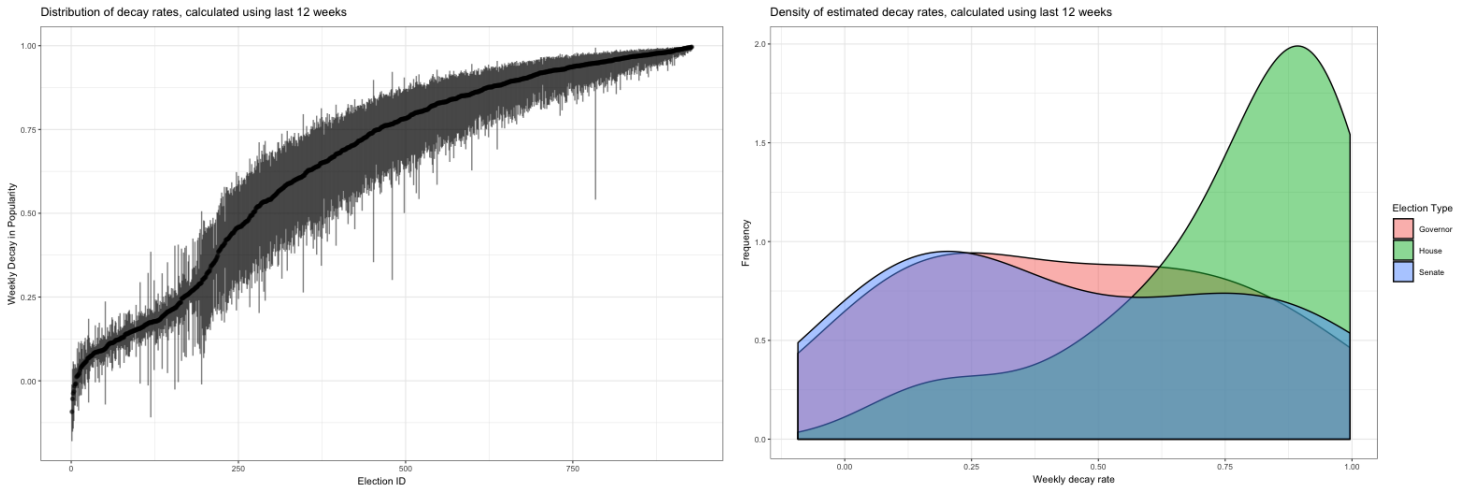 Distribution of decay rates, calculated using last 12 weeks
1.00
0.75
0.50
0.25
0.00
Weekly Decay in Popularity
0
250
500
750
Election ID
Density of estimated decay rates, calculated using last 12 weeks
2.0
1.5
1.0
0.5
0.0
Frequency
0.00
0.25
0.50
0.75
1.00
Weekly decay rate
Election Type
Governor
House
Senate